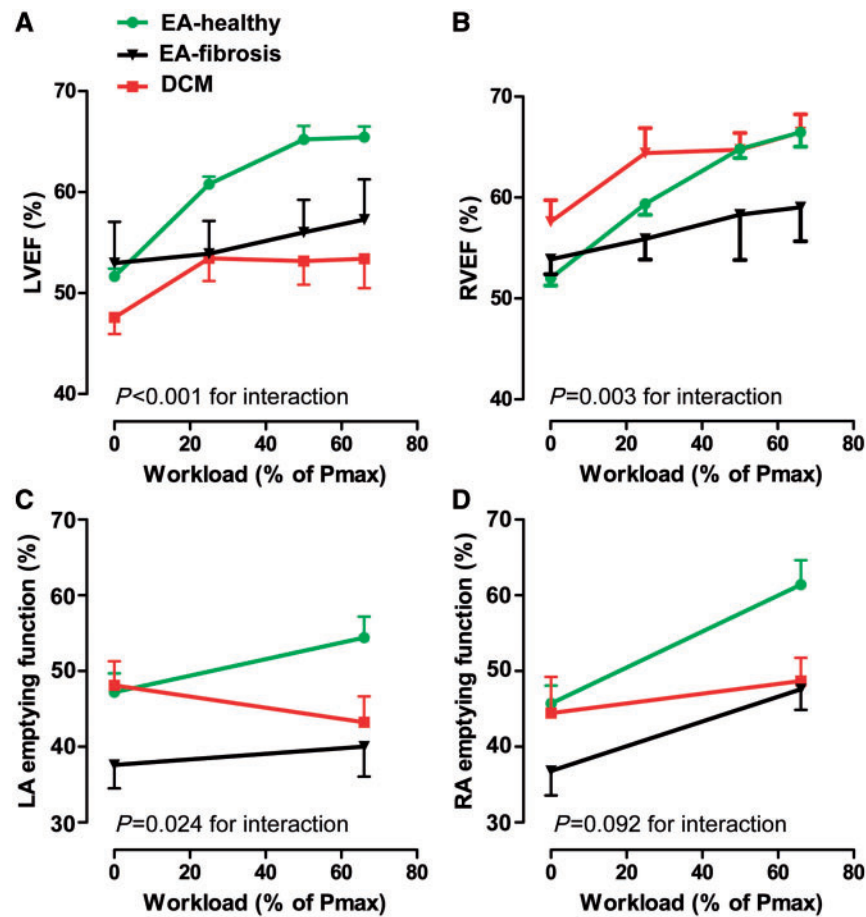 A
EA-healthy
EA-fibrosis
DCM
70
60
50
40
LVEF (%)
P<0.001 for interaction
0 20 40 60 80
Workload (% of Pmax)
B
70
60
50
40
RVEF (%)
P=0.003 for interaction
0 20 40 60 80
Workload (% of Pmax)
C
70
50
40
30
LA emptying function (%)
P=0.024 for interaction
0 20 40 60 80
Workload (% of Pmax)
D
70
50
40
30
RA emptying function (%)
P=0.092 for interaction
0 20 40 60 80
Workload (% of Pmax)